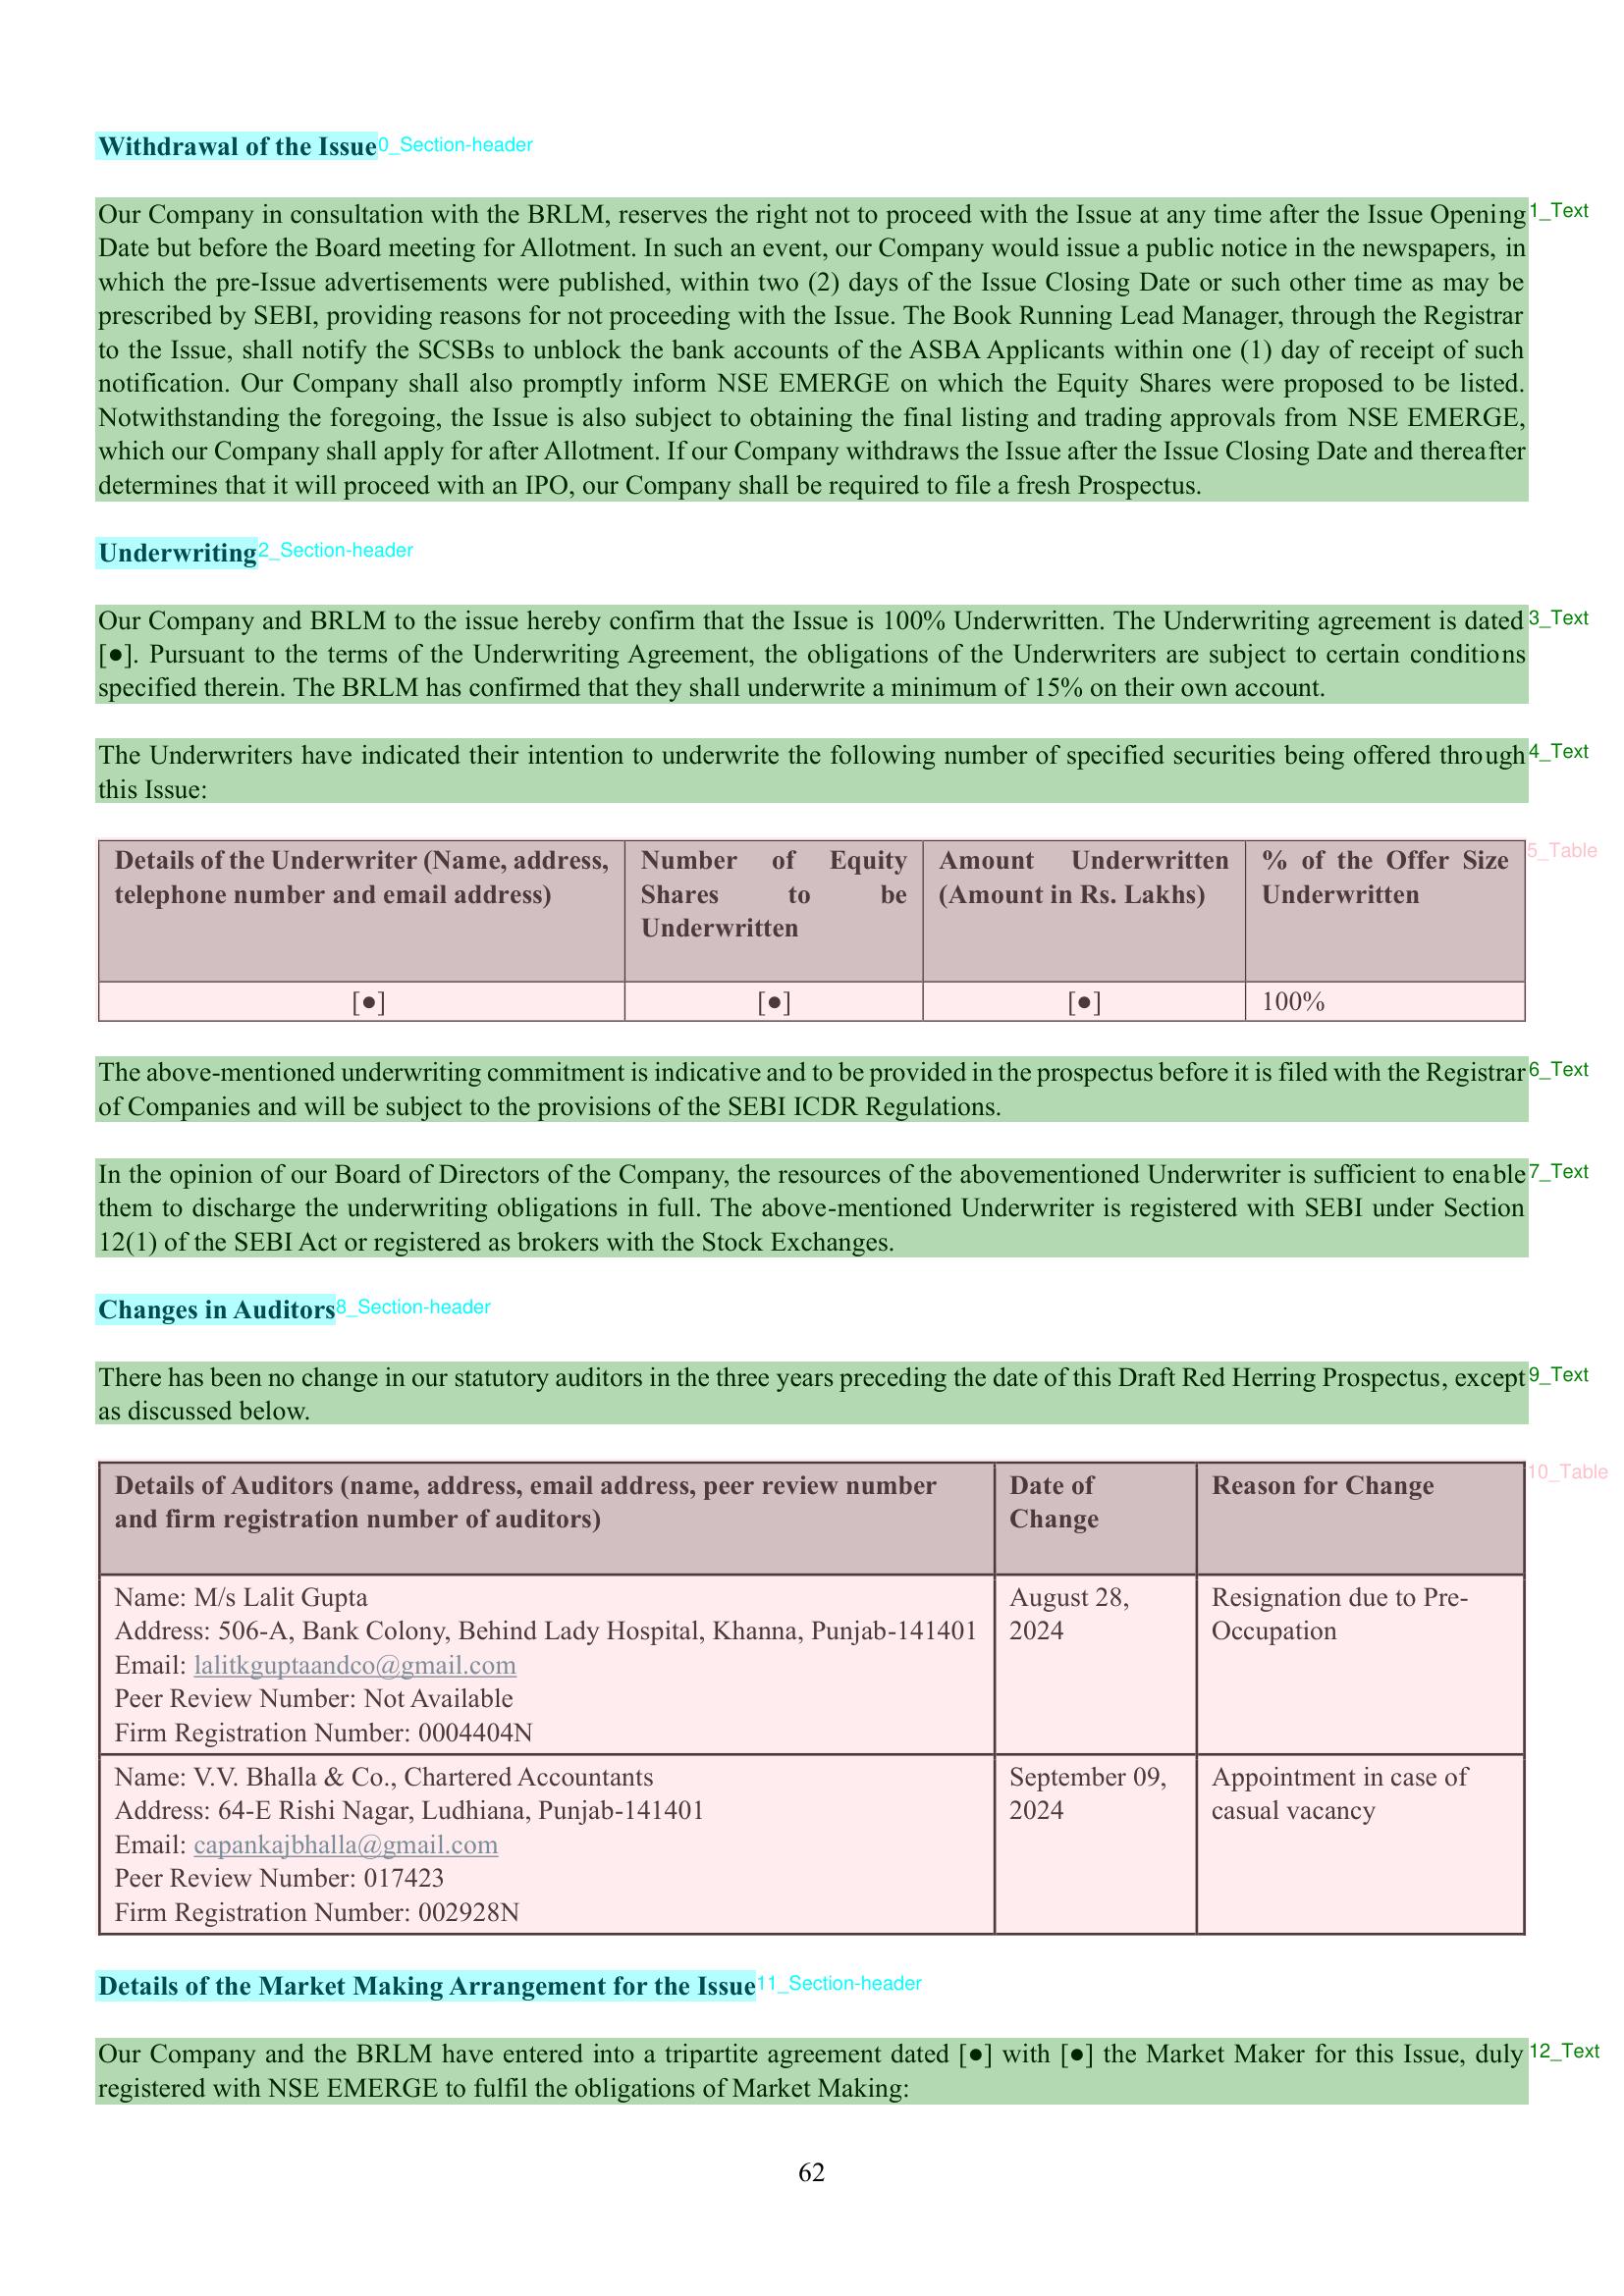 Withdrawal of the Issue0_Section-header
Our Company in consultation with the BRLM, reserves the right not to proceed with the Issue at any time after the Issue Opening 1_Text
Date but before the Board meeting for Allotment. In such an event, our Company would issue a public notice in the newspapers, in
which the pre-Issue advertisements were published, within two (2) days of the Issue Closing Date or such other time as may be
prescribed by SEBI, providing reasons for not proceeding with the Issue. The Book Running Lead Manager, through the Registrar
to the Issue, shall notify the SCSBs to unblock the bank accounts of the ASBA Applicants within one (1) day of receipt of such
notification. Our Company shall also promptly inform NSE EMERGE on which the Equity Shares were proposed to be listed.
Notwithstanding the foregoing, the Issue is also subject to obtaining the final listing and trading approvals from NSE EMERGE,
which our Company shall apply for after Allotment. If our Company withdraws the Issue after the Issue Closing Date and thereafter
determines that it will proceed with an IPO, our Company shall be required to file a fresh Prospectus.
Underwriting2_Section-header
Our Company and BRLM to the issue hereby confirm that the Issue is 100% Underwritten. The Underwriting agreement is dated 3_Text
[●]. Pursuant to the terms of the Underwriting Agreement, the obligations of the Underwriters are subject to certain conditions
specified therein. The BRLM has confirmed that they shall underwrite a minimum of 15% on their own account.
The Underwriters have indicated their intention to underwrite the following number of specified securities being offered through 4_Text
this Issue:
5_Table
Details of the Underwriter (Name, address,
telephone number and email address)
Number of Equity
Shares to be
Underwritten
Amount Underwritten
(Amount in Rs. Lakhs)
% of the Offer Size
Underwritten
[●] [●] [●] 100%
The above-mentioned underwriting commitment is indicative and to be provided in the prospectus before it is filed with the Registrar 6_Text
of Companies and will be subject to the provisions of the SEBI ICDR Regulations.
In the opinion of our Board of Directors of the Company, the resources of the abovementioned Underwriter is sufficient to enable 7_Text
them to discharge the underwriting obligations in full. The above-mentioned Underwriter is registered with SEBI under Section
12(1) of the SEBI Act or registered as brokers with the Stock Exchanges.
Changes in Auditors8_Section-header
There has been no change in our statutory auditors in the three years preceding the date of this Draft Red Herring Prospectus, except 9_Text
as discussed below.
10_Table
Details of Auditors (name, address, email address, peer review number
and firm registration number of auditors)
Date of
Change
Reason for Change
Name: M/s Lalit Gupta
Address: 506-A, Bank Colony, Behind Lady Hospital, Khanna, Punjab-141401
Email: lalitkguptaandco@gmail.com
Peer Review Number: Not Available
Firm Registration Number: 0004404N
August 28,
2024
Resignation due to Pre-
Occupation
Name: V.V. Bhalla & Co., Chartered Accountants
Address: 64-E Rishi Nagar, Ludhiana, Punjab-141401
Email: capankajbhalla@gmail.com
Peer Review Number: 017423
Firm Registration Number: 002928N
September 09,
2024
Appointment in case of
casual vacancy
Details of the Market Making Arrangement for the Issue11_Section-header
Our Company and the BRLM have entered into a tripartite agreement dated [●] with [●] the Market Maker for this Issue, duly 12_Text
registered with NSE EMERGE to fulfil the obligations of Market Making:
62